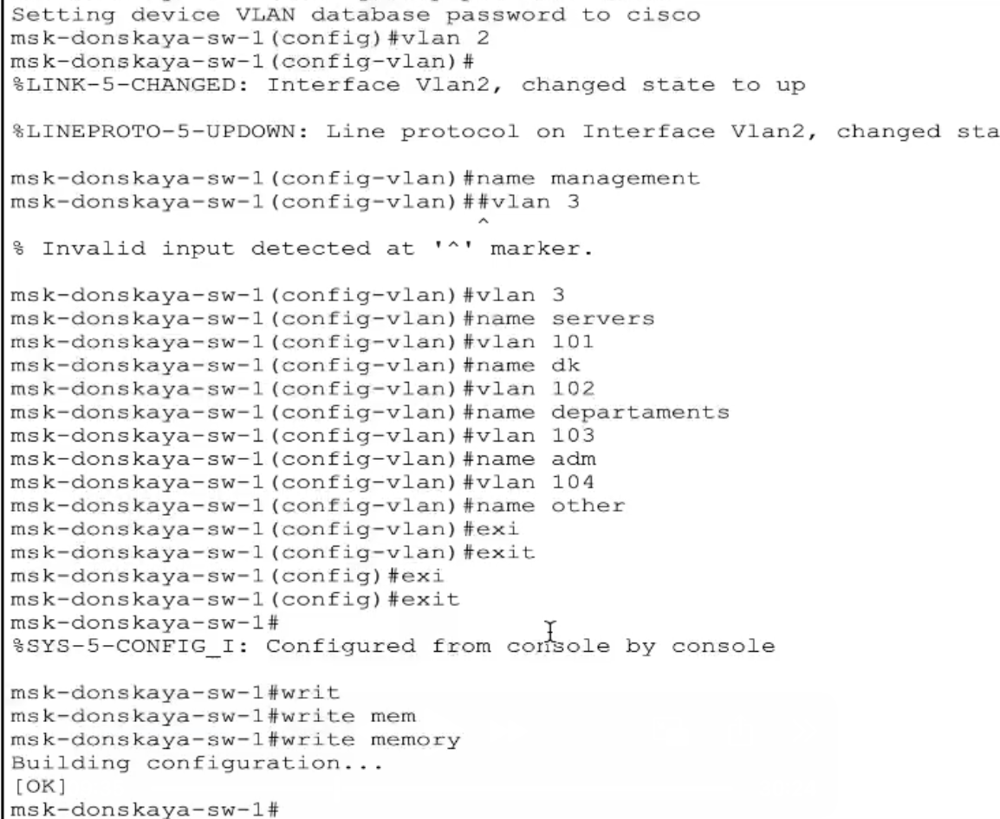 Setting device VLAN database password to cisco
msk-donskaya-sw-1(config)#vlan 2
msk-donskaya-sw-1(config-vlan)#
%LINK-5-CHANGED: Interface Vlan2, changed state to up
%LINEPROTO-5-UPDOWN: Line protocol on Interface Vlan2, changed sta
msk-donskaya-sw-1(config-vlan)#name management
msk-donskaya-sw-1(config-vlan)##vlan 3
^
% Invalid input detected at '^' marker.
msk-donskaya-sw-1(config-vlan)#vlan 3
msk-donskaya-sw-1(config-vlan)#name servers
msk-donskaya-sw-1(config-vlan)#vlan 101
msk-donskaya-sw-1(config-vlan)#name dk
msk-donskaya-sw-1(config-vlan)#vlan 102
msk-donskaya-sw-1(config-vlan)#name departaments
msk-donskaya-sw-1(config-vlan)#vlan 103
msk-donskaya-sw-1(config-vlan)#name adm
msk-donskaya-sw-1(config-vlan)#vlan 104
msk-donskaya-sw-1(config-vlan)#name other
msk-donskaya-sw-1(config-vlan)#exi
msk-donskaya-sw-1(config-vlan)#exit
msk-donskaya-sw-1(config)#exi
msk-donskaya-sw-1(config)#exit
msk-donskaya-sw-1#
%SYS-5-CONFIG_I: Configured from console by console
msk-donskaya-sw-1#writ
msk-donskaya-sw-1#write mem
msk-donskaya-sw-1#write memory
Building configuration...
[OK]
msk-donskaya-sw-1#